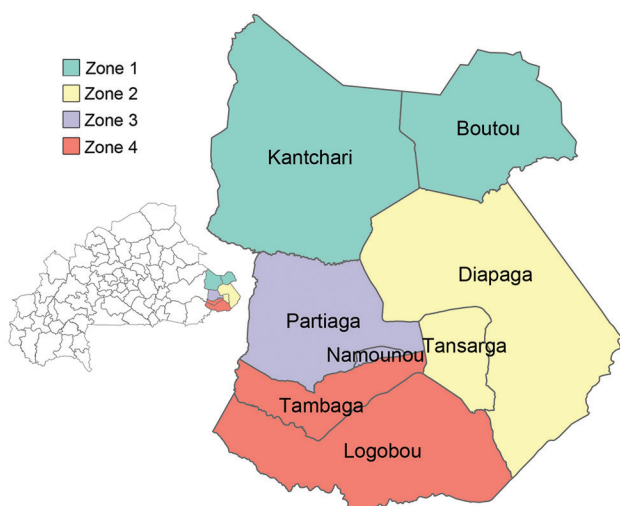 Zone 1
Zone 2
Zone 3
Zone 4
Kantchari
Boutou
Diapaga
Partiaga
Namounou
Tansarga
Tambaga
Logobou